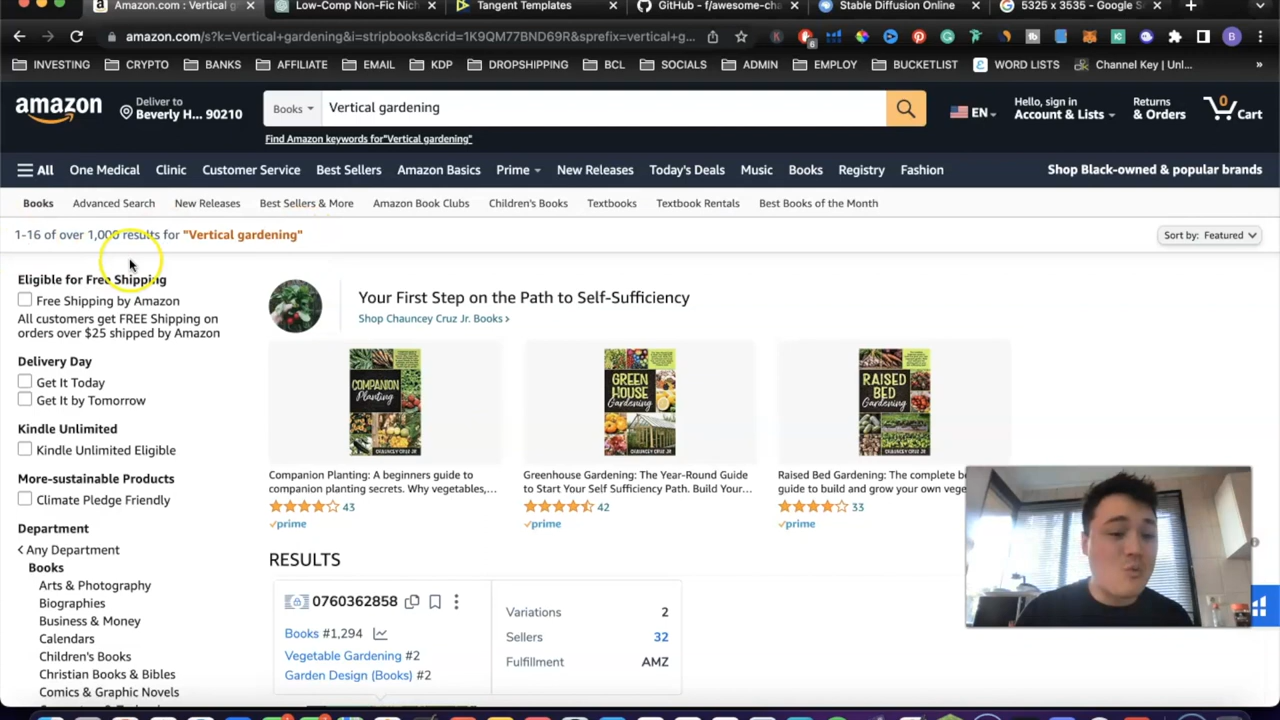 Amazon.com : Vertical g
Low-Comp Non-Fic Nich
Tangent Templates
GitHub - f/awesome-cha
Stable Diffusion Online
5325 x 3535 - Google S
amazon.com/s?k=Vertical+gardening&i=stripbooks&crid=1K9QM77BND69R&sprefix=vertical+g...
INVESTING
CRYPTO
BANKS
AFFILIATE
EMAIL
KDP
DROPSHIPPING
BCL
SOCIALS
ADMIN
EMPLOY
BUCKETLIST
WORD LISTS
Channel Key | Unl...
amazon
Deliver to
Beverly H... 90210
Books
Vertical gardening
EN
Hello, sign in
Account & Lists
Returns
& Orders
0
Cart
Find Amazon keywords for"Vertical gardening"
All
One Medical
Clinic
Customer Service
Best Sellers
Amazon Basics
Prime
New Releases
Today's Deals
Music
Books
Registry
Fashion
Shop Black-owned & popular brands
Books
Advanced Search
New Releases
Best Sellers & More
Amazon Book Clubs
Children's Books
Textbooks
Textbook Rentals
Best Books of the Month
1-16 of over 1,000 results for "Vertical gardening"
Sort by: Featured
Eligible for Free Shipping
Free Shipping by Amazon
All customers get FREE Shipping on
orders over $25 shipped by Amazon
Delivery Day
Get It Today
Get It by Tomorrow
Kindle Unlimited
Kindle Unlimited Eligible
More-sustainable Products
Climate Pledge Friendly
Department
Any Department
Books
Arts & Photography
Biographies
Business & Money
Calendars
Children's Books
Christian Books & Bibles
Comics & Graphic Novels
Your First Step on the Path to Self-Sufficiency
Shop Chauncey Cruz Jr. Books
COMPANION
Planting
GREEN
HOUSE
Gardening
CHAUNCEY CRUZ JR
RAISED
BED
Gardening
CHAUNCEY CRUZ JR
Companion Planting: A beginners guide to
companion planting secrets. Why vegetables,...
43
prime
Greenhouse Gardening: The Year-Round Guide
to Start Your Self Sufficiency Path. Build Your...
42
prime
Raised Bed Gardening: The complete be
guide to build and grow your own vege
33
prime
RESULTS
0760362858
Books #1,294
Vegetable Gardening #2
Garden Design (Books) #2
Variations 2
Sellers 32
Fulfillment AMZ